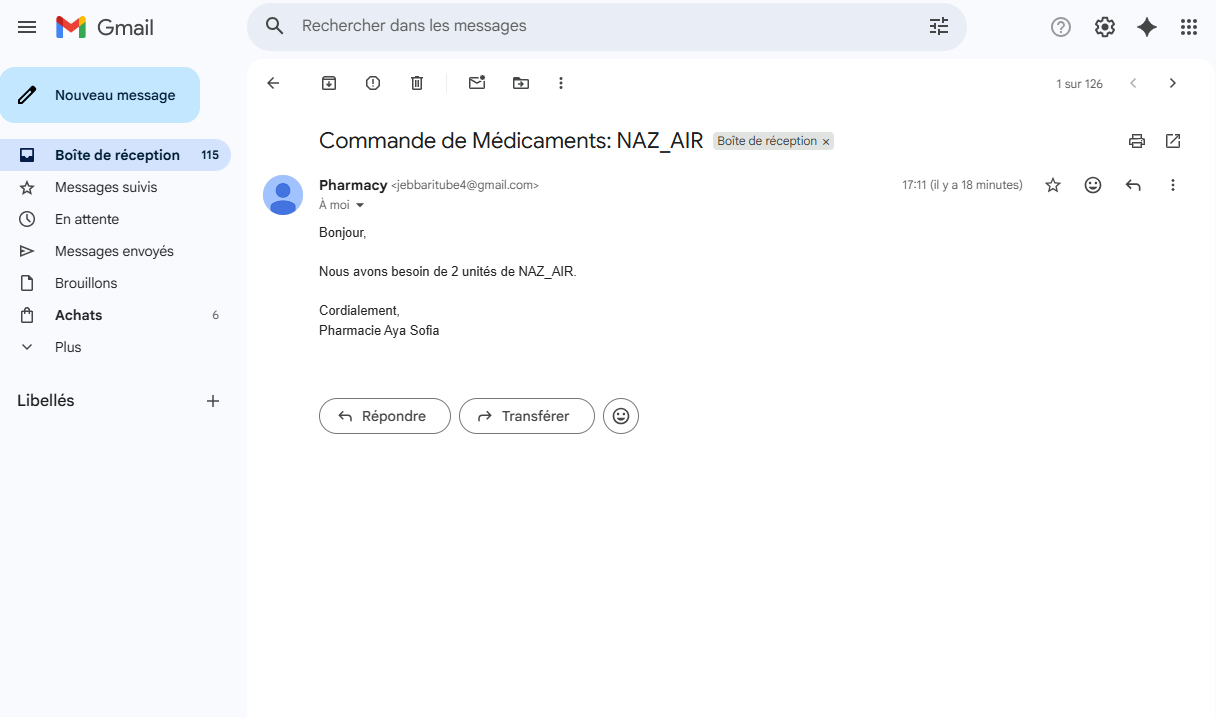 Gmail
Rechercher dans les messages
Nouveau message
Boîte de réception 115
Messages suivis
En attente
Messages envoyés
Brouillons
Achats 6
Plus
Libellés
1 sur 126
Commande de Médicaments: NAZ_AIR
Boîte de réception ×
Pharmacy <jebbaritube4@gmail.com>
17:11 (il y a 18 minutes)
À moi
Bonjour,
Nous avons besoin de 2 unités de NAZ_AIR.
Cordialement,
Pharmacie Aya Sofia
Répondre
Transférer